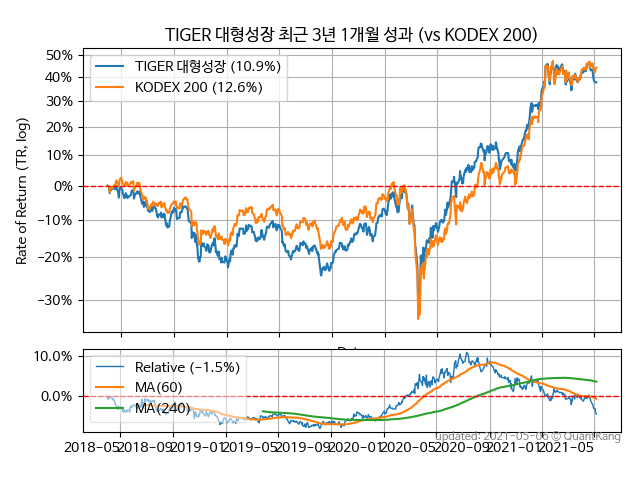 TIGER 대형성장 최근 3년 1개월 성과 (vs KODEX 200)
Rate of Return (TR, log)
50%
40%
30%
20%
10%
0%
−10%
−20%
−30%
TIGER 대형성장 (10.9%)
KODEX 200 (12.6%)
10.0%
0.0%
Relative (−1.5%)
MA(60)
MA(240)
2018−05
2018−09
2019−01
2019−05
2019−09
2020−01
2020−05
2020−09
2021−01
2021−05
updated: 2021−05−06 © QuantKang